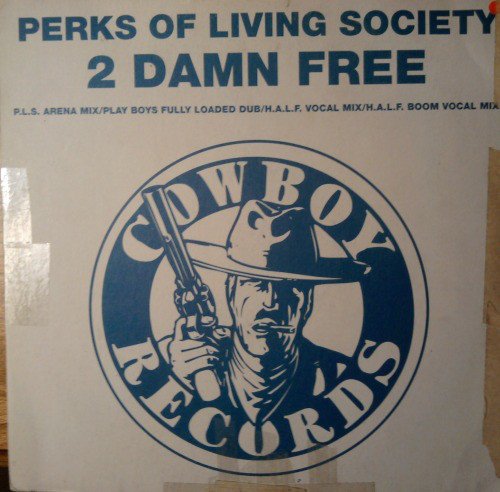 PERKS OF LIVING SOCIETY
2 DAMN FREE
P.L.S. ARENA MIX/PLAY BOYS FULLY LOADED DUB/H.A.L.F. VOCAL MIX/H.A.L.F. BOOM VOCAL MIX
COWBOY
RECORDS